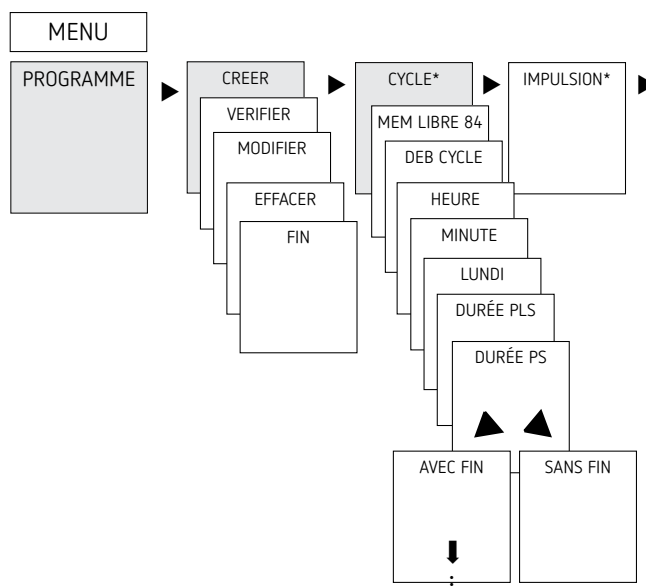 MENU
PROGRAMME
CREER
VERIFIER
MODIFIER
EFFACER
FIN
CYCLE*
MEM LIBRE 84
DEB CYCLE
HEURE
MINUTE
LUNDI
DURÉE PLS
DURÉE PS
AVEC FIN
SANS FIN
IMPULSION*